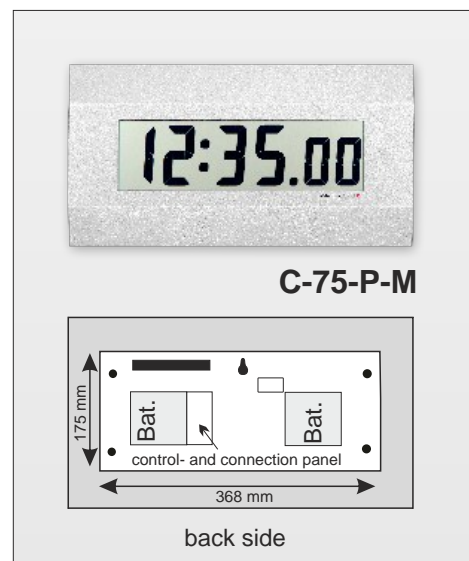 12:35.00
C-75-P-M
175 mm
Bat.
Bat.
control- and connection panel
368 mm
back side